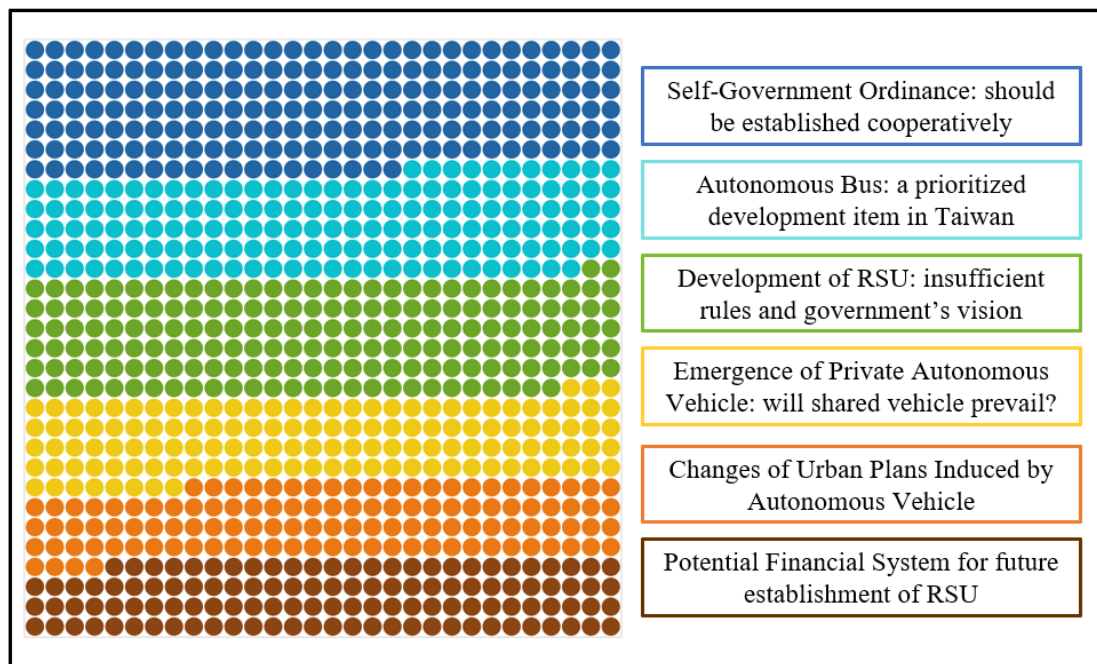 Self-Government Ordinance: should
be established cooperatively
Autonomous Bus: a prioritized
development item in Taiwan
Development of RSU: insufficient
rules and government’s vision
Emergence of Private Autonomous
Vehicle: will shared vehicle prevail?
Changes of Urban Plans Induced by
Autonomous Vehicle
Potential Financial System for future
establishment of RSU